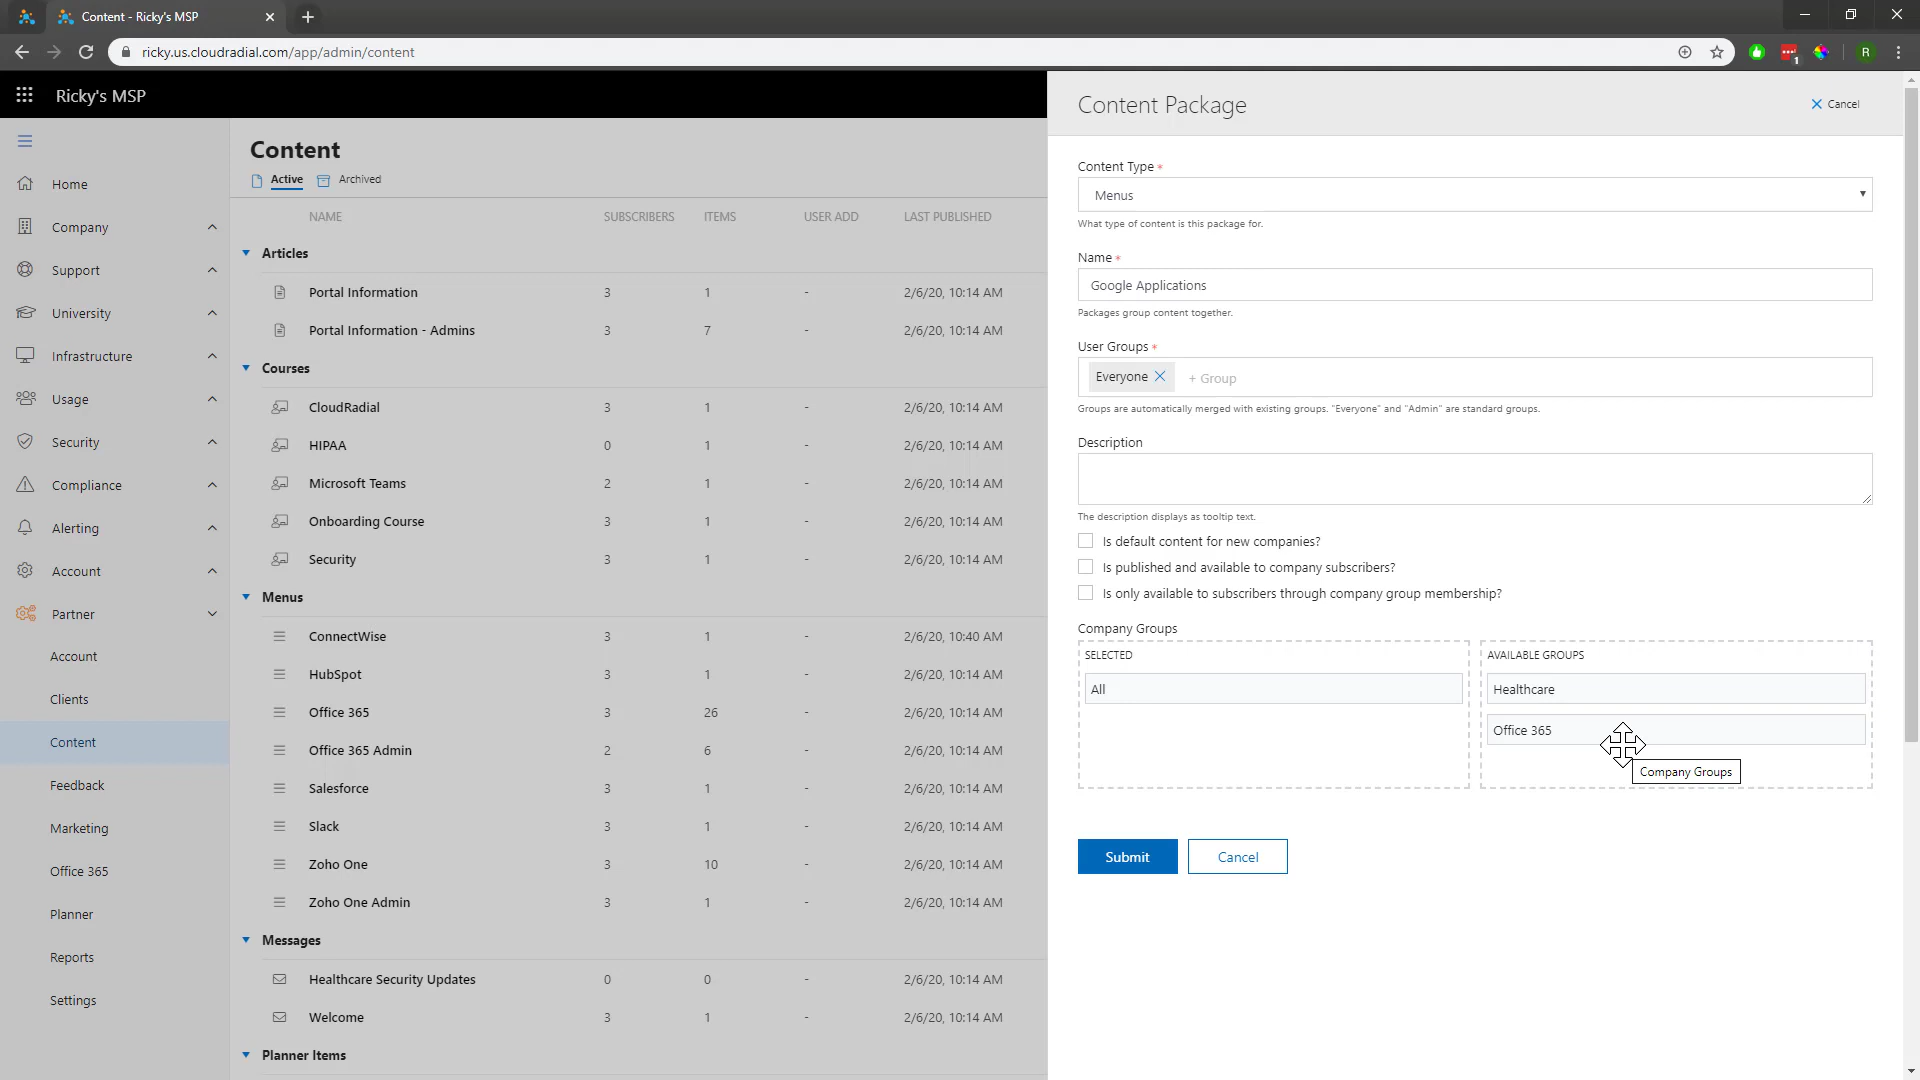 Content - Ricky's MSP
ricky.us.cloudradial.com/app/admin/content
1
R
Ricky's MSP
Home
Company
Support
University
Infrastructure
Usage
Security
Compliance
Alerting
Account
Partner
Account
Clients
Content
Feedback
Marketing
Office 365
Planner
Reports
Settings
Content
Active Archived
NAME SUBSCRIBERS ITEMS USER ADD LAST PUBLISHED
Articles
Portal Information 3 1 - 2/6/20, 10:14 AM
Portal Information - Admins 3 7 - 2/6/20, 10:14 AM
Courses
CloudRadial 3 1 - 2/6/20, 10:14 AM
HIPAA 0 1 - 2/6/20, 10:14 AM
Microsoft Teams 2 1 - 2/6/20, 10:14 AM
Onboarding Course 3 1 - 2/6/20, 10:14 AM
Security 3 1 - 2/6/20, 10:14 AM
Menus
ConnectWise 3 1 - 2/6/20, 10:40 AM
HubSpot 3 1 - 2/6/20, 10:14 AM
Office 365 3 26 - 2/6/20, 10:14 AM
Office 365 Admin 2 6 - 2/6/20, 10:14 AM
Salesforce 3 1 - 2/6/20, 10:14 AM
Slack 3 1 - 2/6/20, 10:14 AM
Zoho One 3 10 - 2/6/20, 10:14 AM
Zoho One Admin 3 1 - 2/6/20, 10:14 AM
Messages
Healthcare Security Updates 0 0 - 2/6/20, 10:14 AM
Welcome 3 1 - 2/6/20, 10:14 AM
Planner Items
Content Package
Cancel
Content Type *
Menus
What type of content is this package for.
Name *
Google Applications
Packages group content together.
User Groups *
Everyone + Group
Groups are automatically merged with existing groups. "Everyone" and "Admin" are standard groups.
Description
The description displays as tooltip text.
Is default content for new companies?
Is published and available to company subscribers?
Is only available to subscribers through company group membership?
Company Groups
SELECTED
All
AVAILABLE GROUPS
Healthcare
Office 365
Company Groups
Submit Cancel